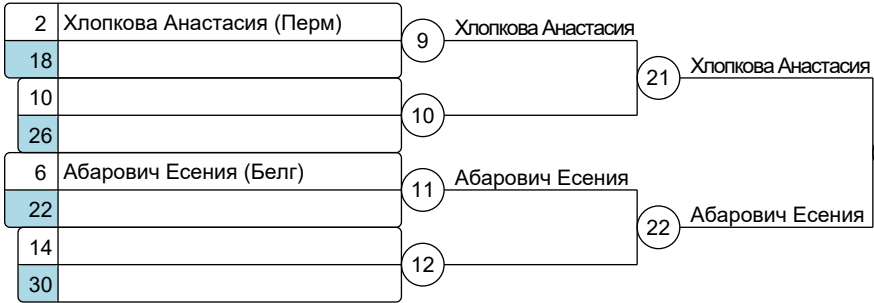 2 Хлопкова Анастасия (Перм)
18
9 Хлопкова Анастасия
21 Хлопкова Анастасия
10
26
10
6 Абарович Есения (Белг)
22
11 Абарович Есения
22 Абарович Есения
14
30
12